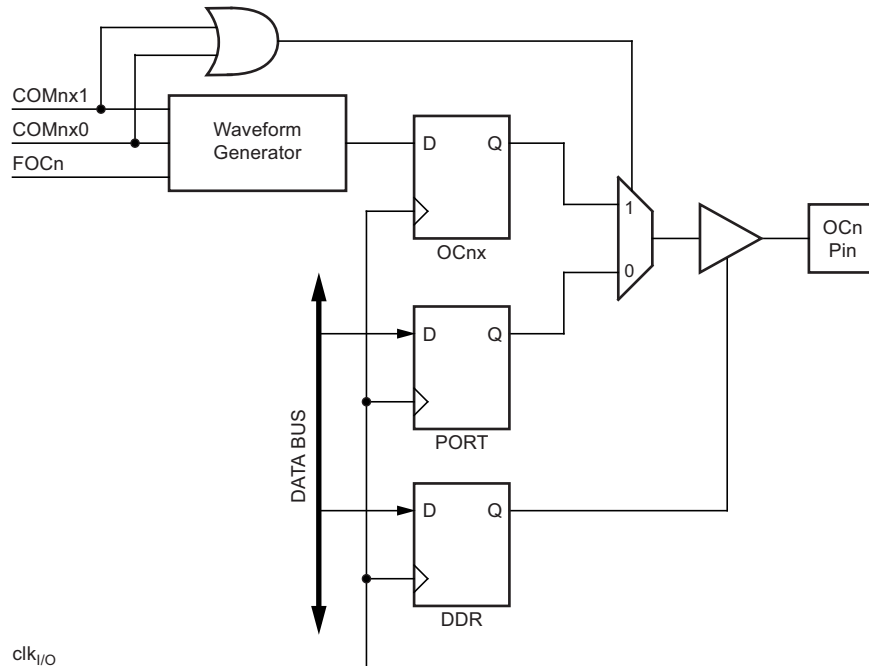 COMnx1
COMnx0
FOCn
Waveform
Generator
D
Q
OCnx
1
0
OCn
Pin
D
Q
PORT
DATA BUS
D
Q
DDR
clkI/O